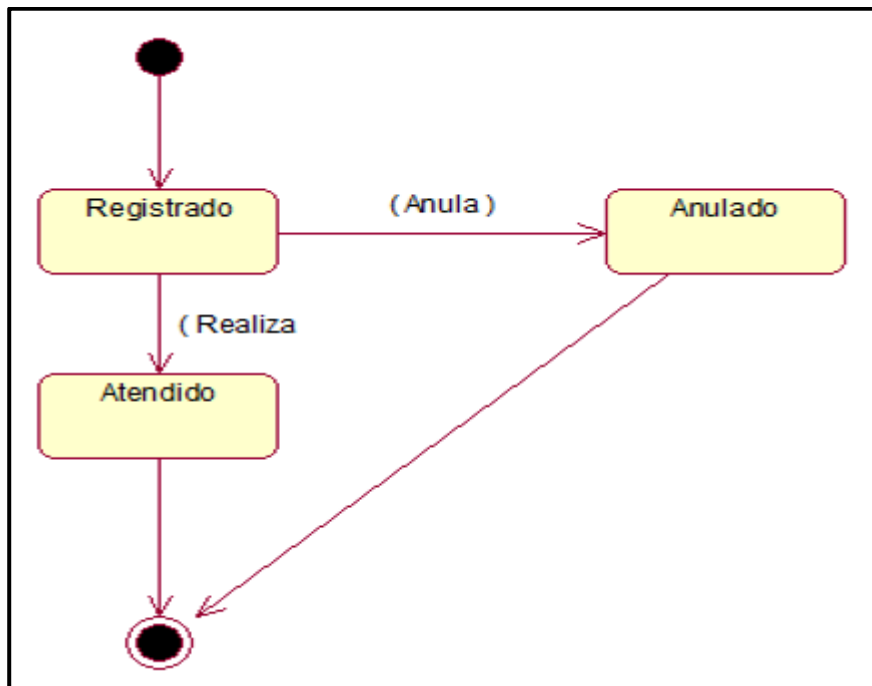 Registrado
( Anula )
Anulado
( Realiza
Atendido